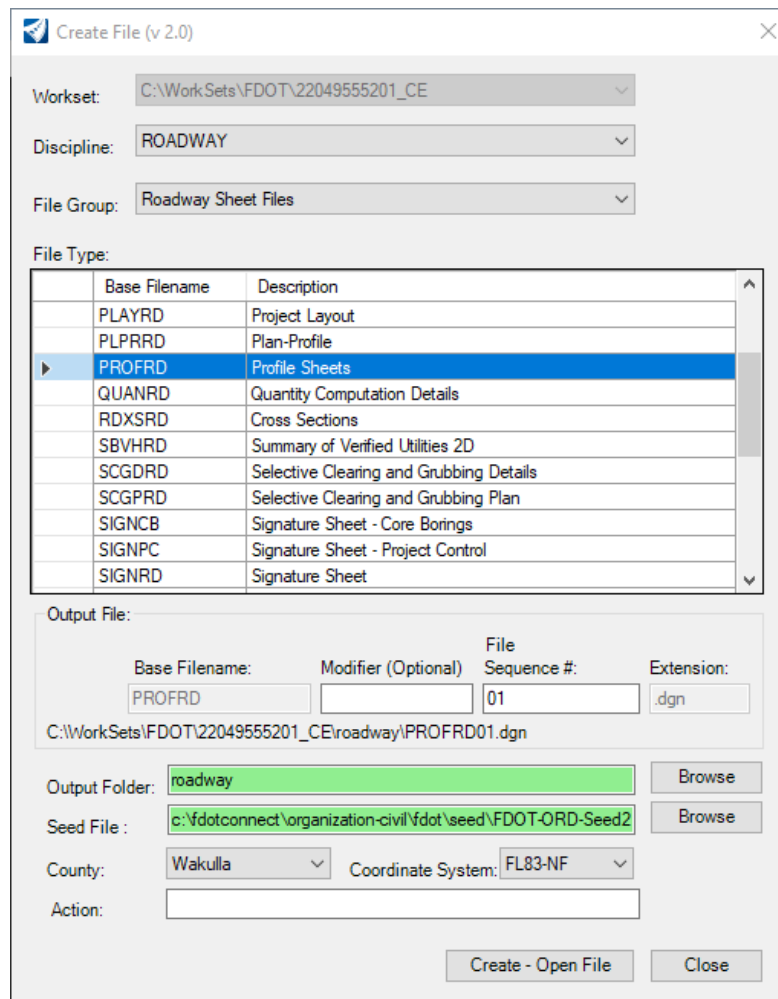 Create File (v 2.0)
Workset: C:\WorkSets\FDOT\22049555201_CE
Discipline: ROADWAY
File Group: Roadway Sheet Files
File Type:
Base Filename Description
PLAYRD Project Layout
PLPRRD Plan-Profile
PROFRD Profile Sheets
QUANRD Quantity Computation Details
RDXSRD Cross Sections
SBVHRD Summary of Verified Utilities 2D
SCGDRD Selective Clearing and Grubbing Details
SCGPRD Selective Clearing and Grubbing Plan
SIGNCB Signature Sheet - Core Borings
SIGNPC Signature Sheet - Project Control
SIGNRD Signature Sheet
Output File:
File
Base Filename: Modifier (Optional) Sequence #: Extension:
PROFRD 01 .dgn
C:\WorkSets\FDOT\22049555201_CE\roadway\PROFRD01.dgn
Output Folder: roadway Browse
Seed File : c:\fdotconnect\organization-civil\fdot\seed\FDOT-ORD-Seed2 Browse
County: Wakulla Coordinate System: FL83-NF
Action:
Create - Open File Close